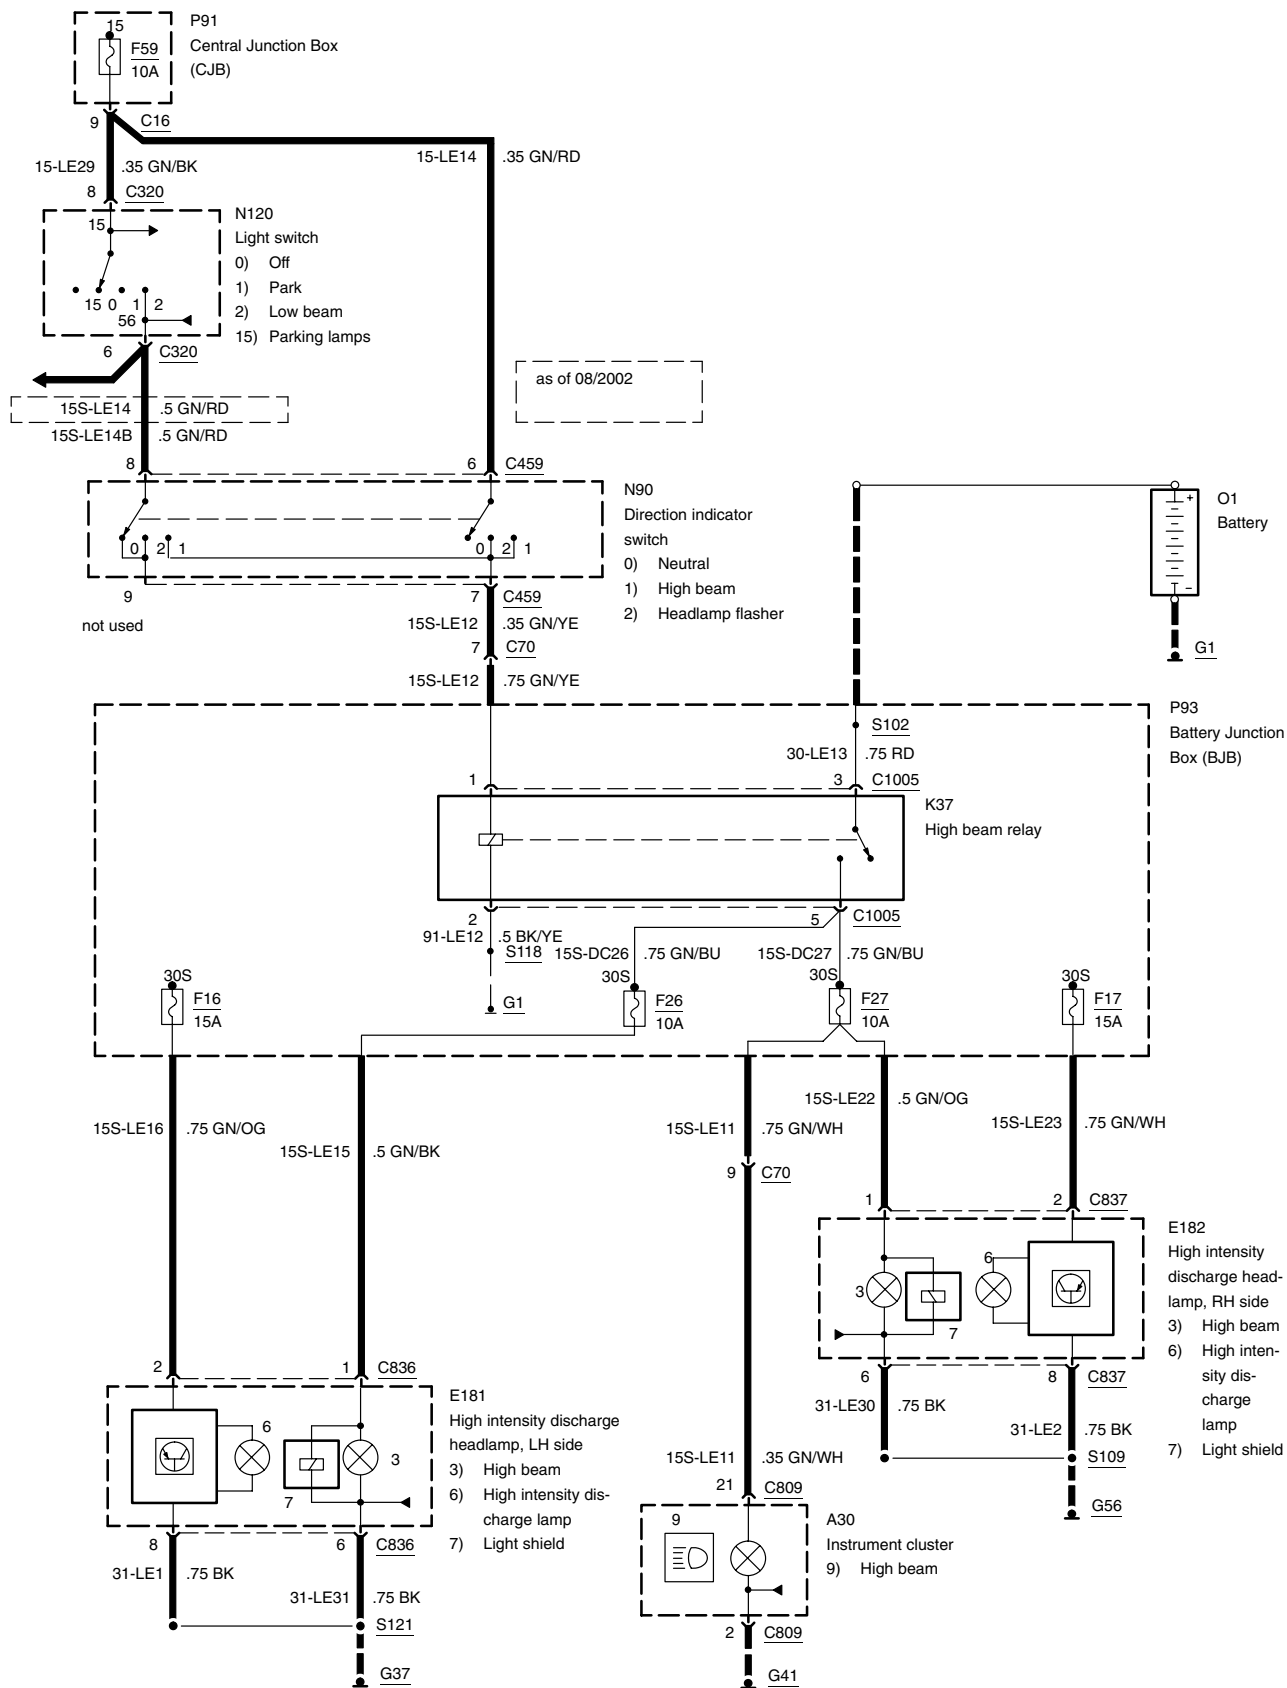 15
P91
F59
Central Junction Box
10A
(CJB)
9
C16
15-LE29
.35 GN/BK
15-LE14
.35 GN/RD
8
C320
N120
15
Light switch
0) Off
1) Park
15 0 1 2
2) Low beam
56
15) Parking lamps
6
C320
as of 08/2002
15S-LE14
.5 GN/RD
15S-LE14B
.5 GN/RD
8
6
C459
N90
Direction indicator
switch
0 2 1
0 2 1
0) Neutral
1) High beam
2) Headlamp flasher
O1
Battery
+
−
G1
9
not used
7
C459
15S-LE12
.35 GN/YE
7
C70
15S-LE12
.75 GN/YE
P93
Battery Junction
Box (BJB)
S102
30-LE13
.75 RD
1
3
C1005
K37
High beam relay
2
5
C1005
91-LE12
.5 BK/YE
S118
G1
15S-DC26
.75 GN/BU
15S-DC27
.75 GN/BU
30S
F16
15A
30S
F26
10A
30S
F27
10A
30S
F17
15A
15S-LE16
.75 GN/OG
15S-LE15
.5 GN/BK
15S-LE11
.75 GN/WH
15S-LE22
.5 GN/OG
15S-LE23
.75 GN/WH
9
C70
1
2
C837
E182
High intensity
discharge head-
lamp, RH side
3) High beam
6) High inten-
sity dis-
charge
lamp
7) Light shield
3
7
6
6
8
C837
31-LE30
.75 BK
31-LE2
.75 BK
S109
G56
2
1
C836
E181
High intensity discharge
headlamp, LH side
3) High beam
6) High intensity dis-
charge lamp
7) Light shield
6
3
7
8
6
C836
31-LE1
.75 BK
31-LE31
.75 BK
S121
G37
15S-LE11
.35 GN/WH
21
C809
A30
Instrument cluster
9) High beam
9
2
C809
G41